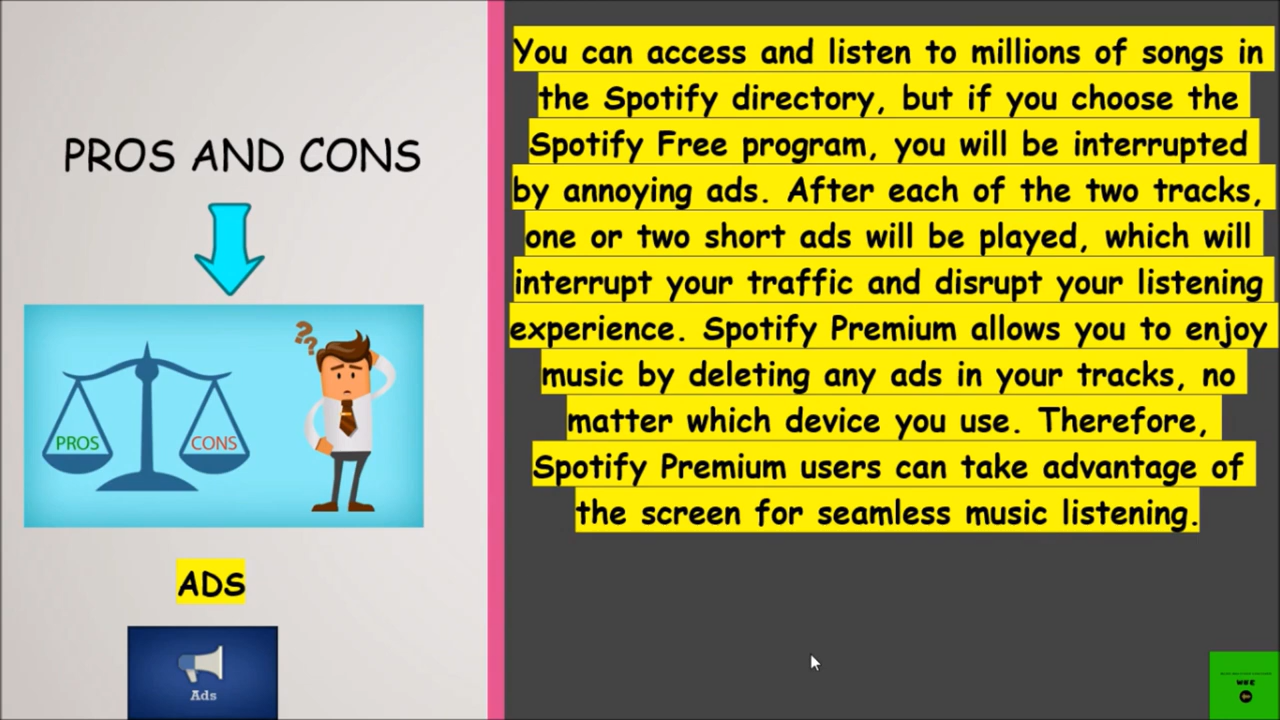 PROS AND CONS
??
PROS
CONS
ADS
Ads
You can access and listen to millions of songs in
the Spotify directory, but if you choose the
Spotify Free program, you will be interrupted
by annoying ads. After each of the two tracks,
one or two short ads will be played, which will
interrupt your traffic and disrupt your listening
experience. Spotify Premium allows you to enjoy
music by deleting any ads in your tracks, no
matter which device you use. Therefore,
Spotify Premium users can take advantage of
the screen for seamless music listening.